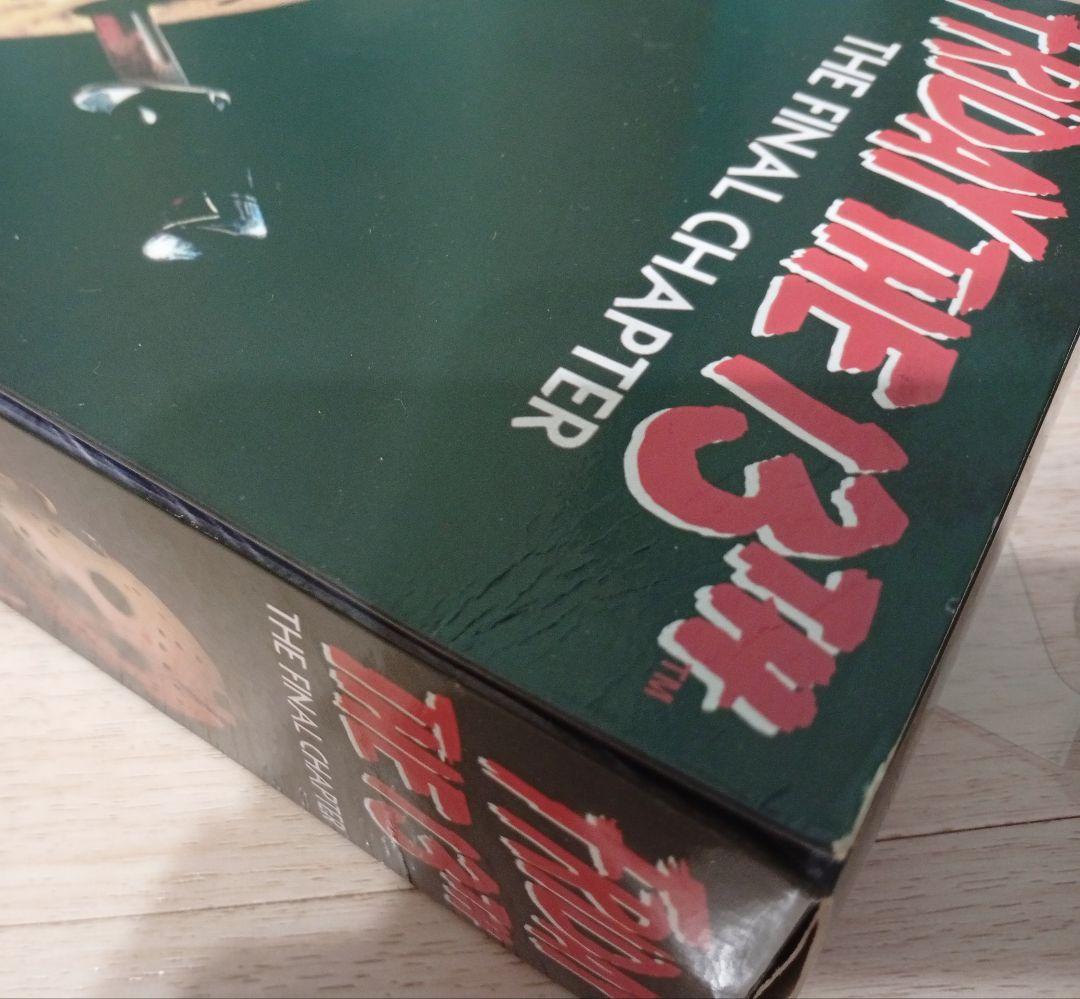 FRIDAY THE 13TH
TM
THE FINAL CHAPTER
FRIDAY
THE 13TH
THE FINAL CHAPTER